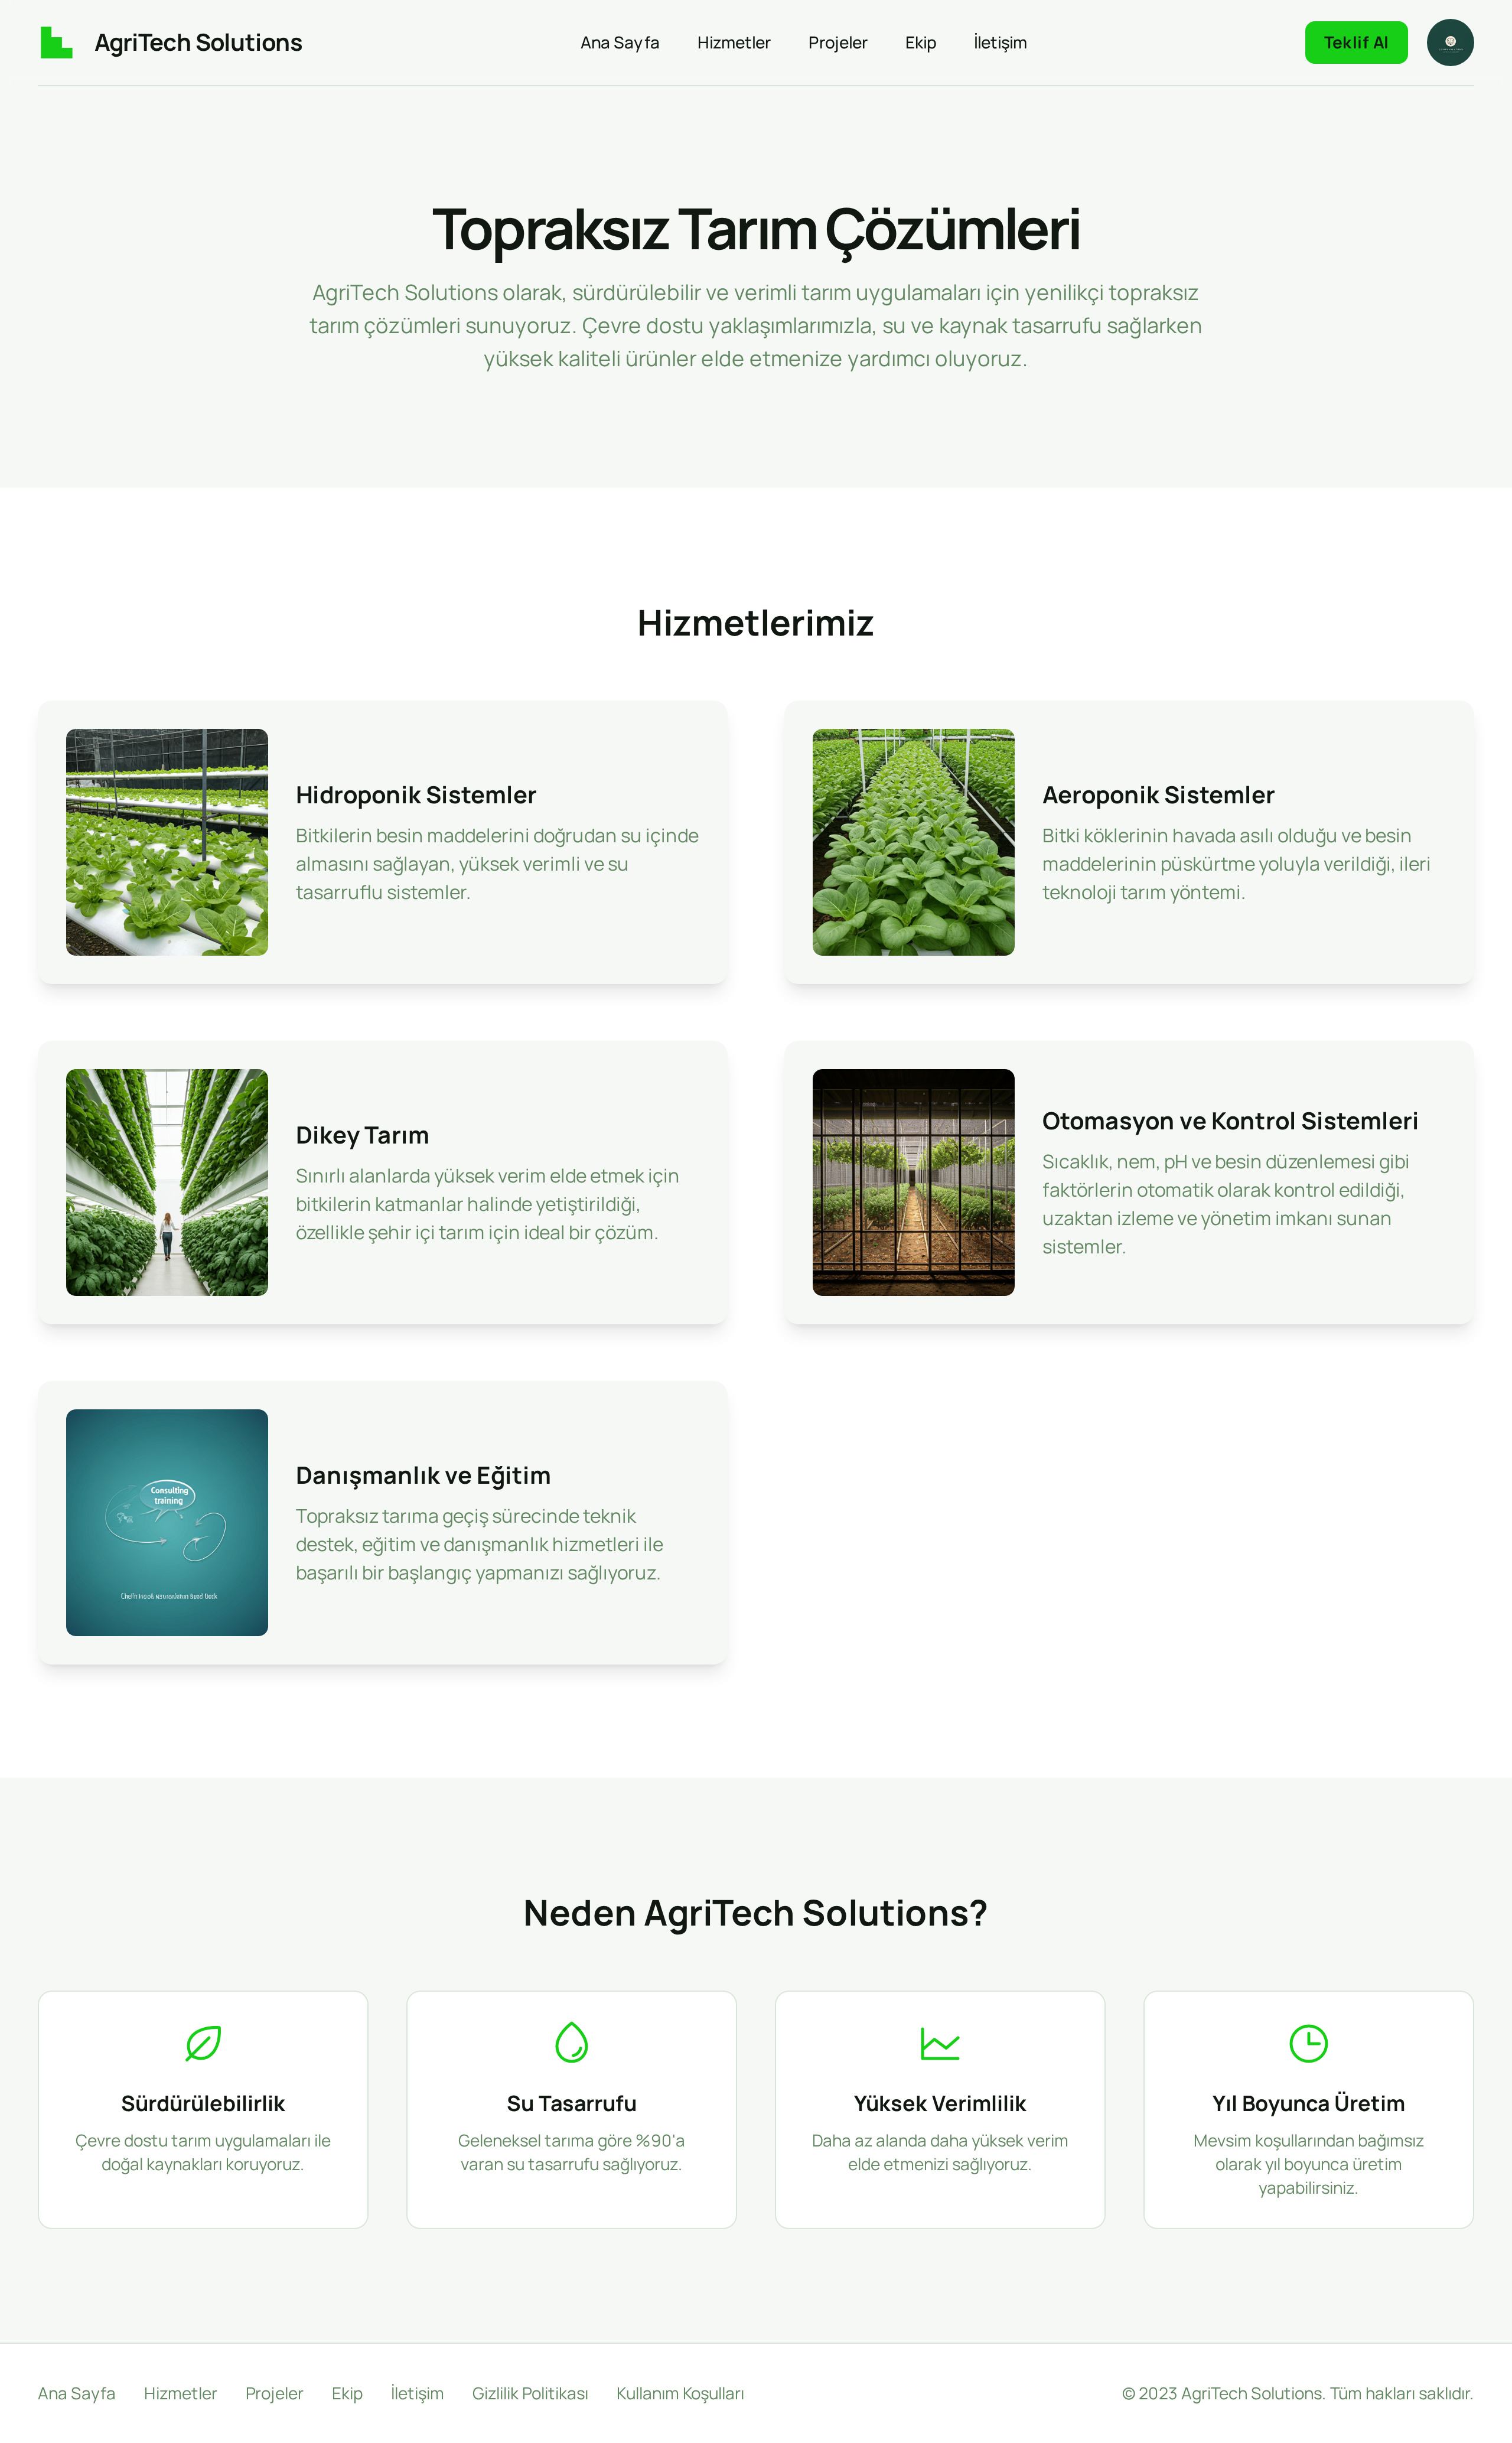 AgriTech Solutions
Ana Sayfa
Hizmetler
Projeler
Ekip
İletişim
Teklif Al
Topraksız Tarım Çözümleri
AgriTech Solutions olarak, sürdürülebilir ve verimli tarım uygulamaları için yenilikçi topraksız
tarım çözümleri sunuyoruz. Çevre dostu yaklaşımlarımızla, su ve kaynak tasarrufu sağlarken
yüksek kaliteli ürünler elde etmenize yardımcı oluyoruz.
Hizmetlerimiz
Hidroponik Sistemler
Bitkilerin besin maddelerini doğrudan su içinde
almasını sağlayan, yüksek verimli ve su
tasarruflu sistemler.
Aeroponik Sistemler
Bitki köklerinin havada asılı olduğu ve besin
maddelerinin püskürtme yoluyla verildiği, ileri
teknoloji tarım yöntemi.
Dikey Tarım
Sınırlı alanlarda yüksek verim elde etmek için
bitkilerin katmanlar halinde yetiştirildiği,
özellikle şehir içi tarım için ideal bir çözüm.
Otomasyon ve Kontrol Sistemleri
Sıcaklık, nem, pH ve besin düzenlemesi gibi
faktörlerin otomatik olarak kontrol edildiği,
uzaktan izleme ve yönetim imkanı sunan
sistemler.
Consulting
training
Danışmanlık ve Eğitim
Topraksız tarıma geçiş sürecinde teknik
destek, eğitim ve danışmanlık hizmetleri ile
başarılı bir başlangıç yapmanızı sağlıyoruz.
Neden AgriTech Solutions?
Sürdürülebilirlik
Çevre dostu tarım uygulamaları ile
doğal kaynakları koruyoruz.
Su Tasarrufu
Geleneksel tarıma göre %90'a
varan su tasarrufu sağlıyoruz.
Yüksek Verimlilik
Daha az alanda daha yüksek verim
elde etmenizi sağlıyoruz.
Yıl Boyunca Üretim
Mevsim koşullarından bağımsız
olarak yıl boyunca üretim
yapabilirsiniz.
Ana Sayfa
Hizmetler
Projeler
Ekip
İletişim
Gizlilik Politikası
Kullanım Koşulları
© 2023 AgriTech Solutions. Tüm hakları saklıdır.